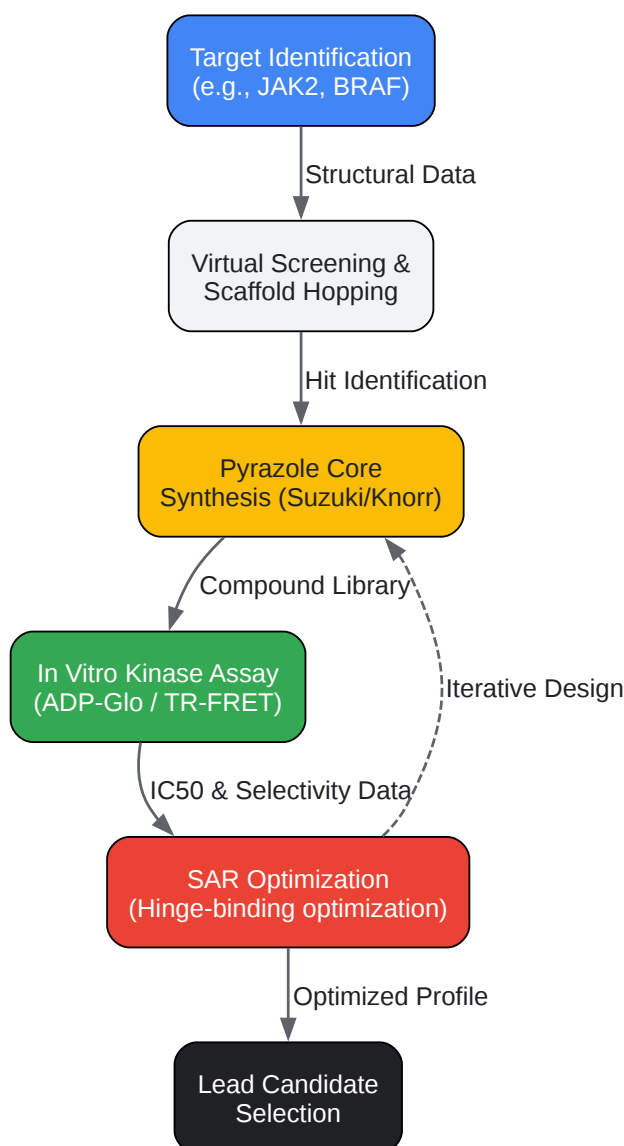 Target Identification
(e.g., JAK2, BRAF)
Structural Data
Virtual Screening &
Scaffold Hopping
Hit Identification
Pyrazole Core
Synthesis (Suzuki/Knorr)
Compound Library
In Vitro Kinase Assay
(ADP-Glo / TR-FRET)
Iterative Design
IC50 & Selectivity Data
SAR Optimization
(Hinge-binding optimization)
Optimized Profile
Lead Candidate
Selection